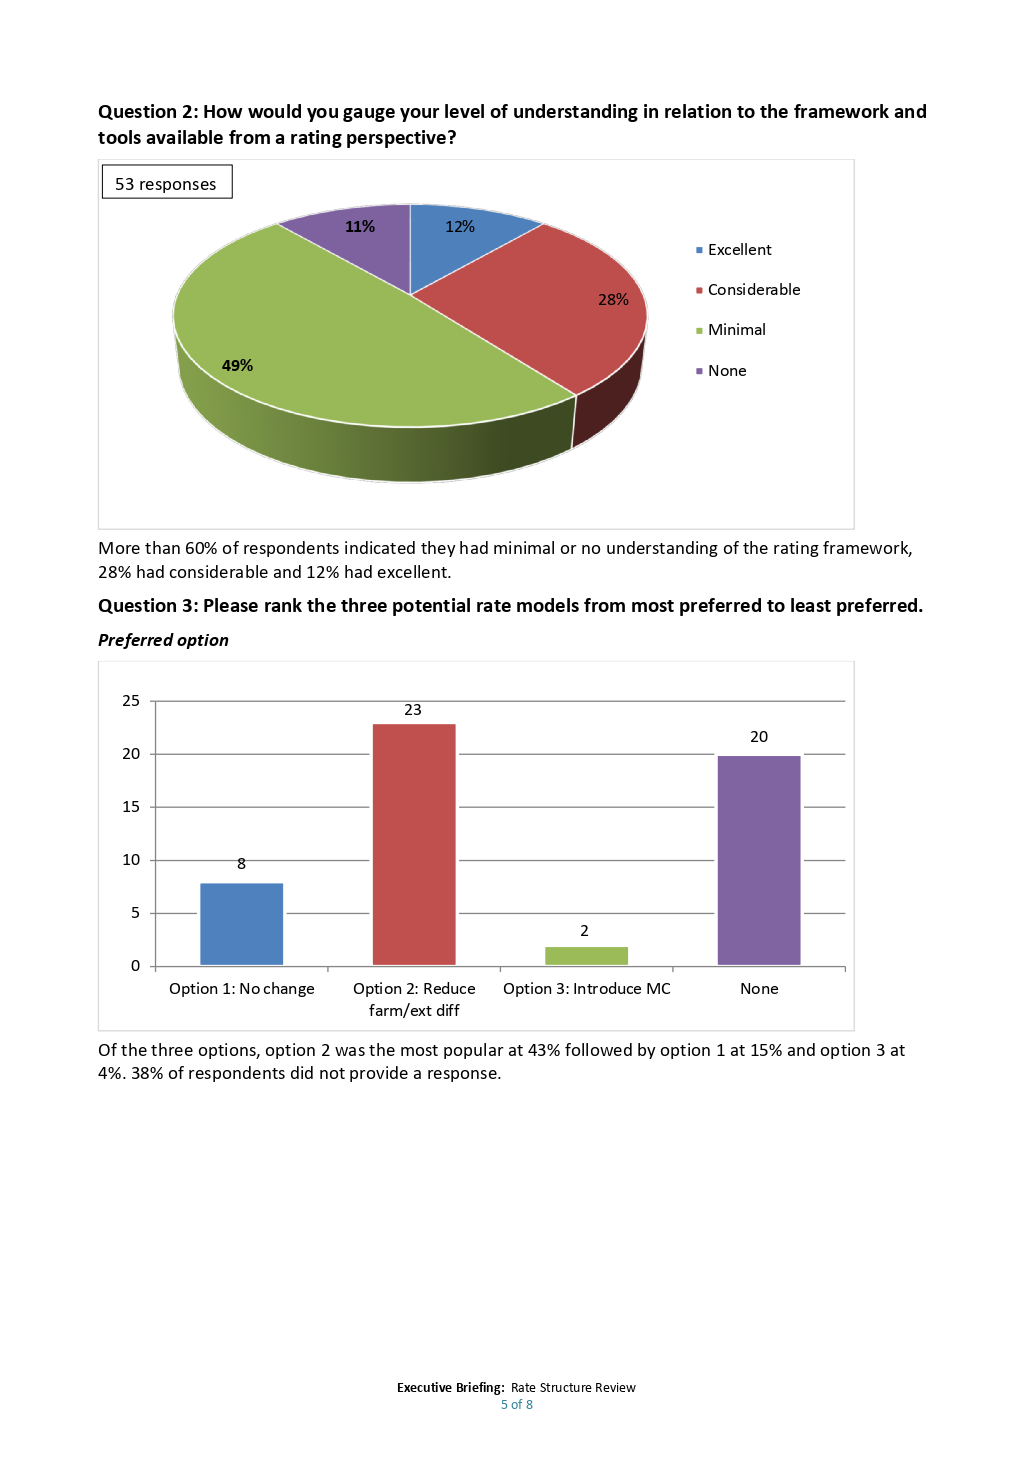 Question 2: How would you gauge your level of understanding in relation to the framework and
tools available from a rating perspective?
53 responses
11%
12%
28%
49%
Excellent
Considerable
Minimal
None
More than 60% of respondents indicated they had minimal or no understanding of the rating framework,
28% had considerable and 12% had excellent.
Question 3: Please rank the three potential rate models from most preferred to least preferred.
Preferred option
25
20
15
10
5
0
8
23
2
20
Option 1: No change
Option 2: Reduce
farm/ext diff
Option 3: Introduce MC
None
Of the three options, option 2 was the most popular at 43% followed by option 1 at 15% and option 3 at
4%. 38% of respondents did not provide a response.
Executive Briefing: Rate Structure Review
5 of 8